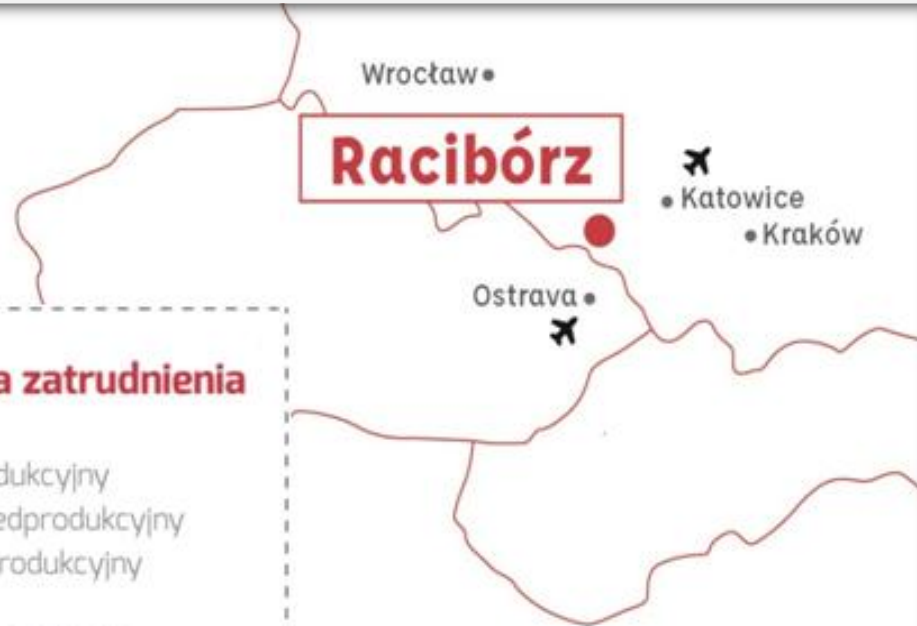 Wrocław
Racibórz
Katowice
Kraków
Ostrava
a zatrudnienia
dukcyjny
edprodukcyjny
rodukcyjny